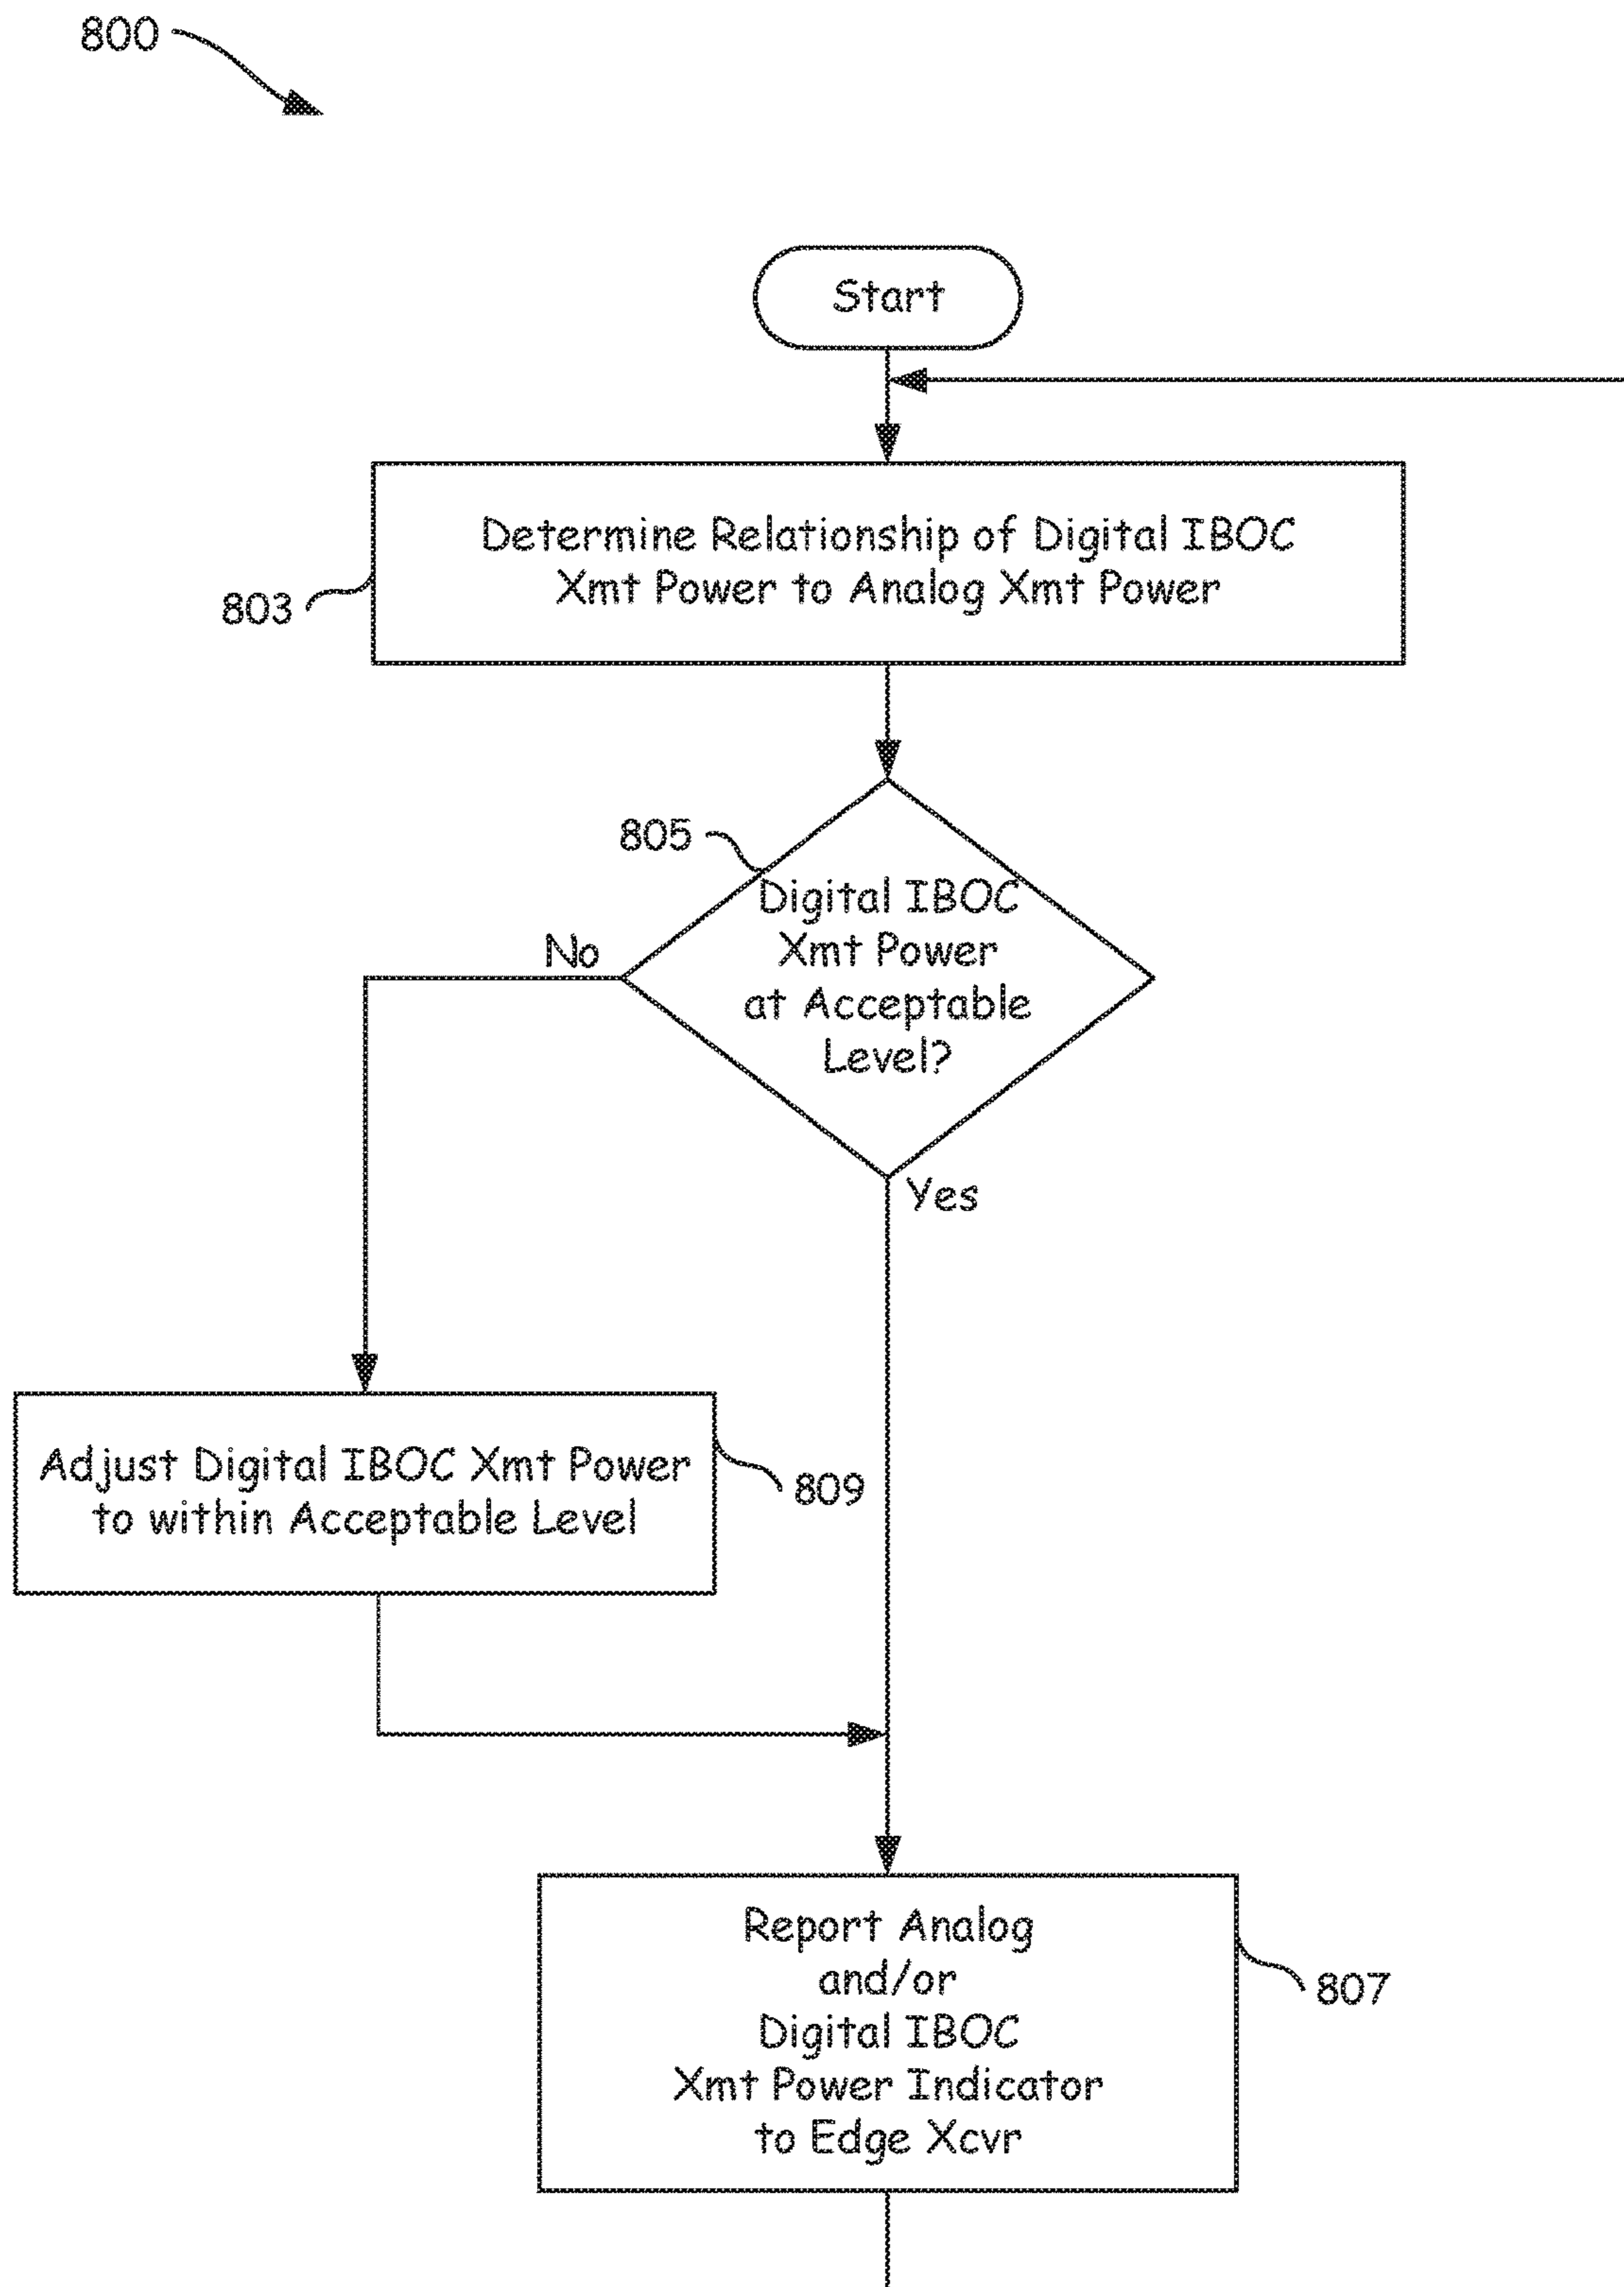 800
Start
Determine Relationship of Digital IBOC
Xmt Power to Analog Xmt Power
803
805
Digital IBOC
Xmt Power
at Acceptable
Level?
No
Yes
Adjust Digital IBOC Xmt Power
to within Acceptable Level
809
Report Analog
and/or
Digital IBOC
Xmt Power Indicator
to Edge Xcvr
807